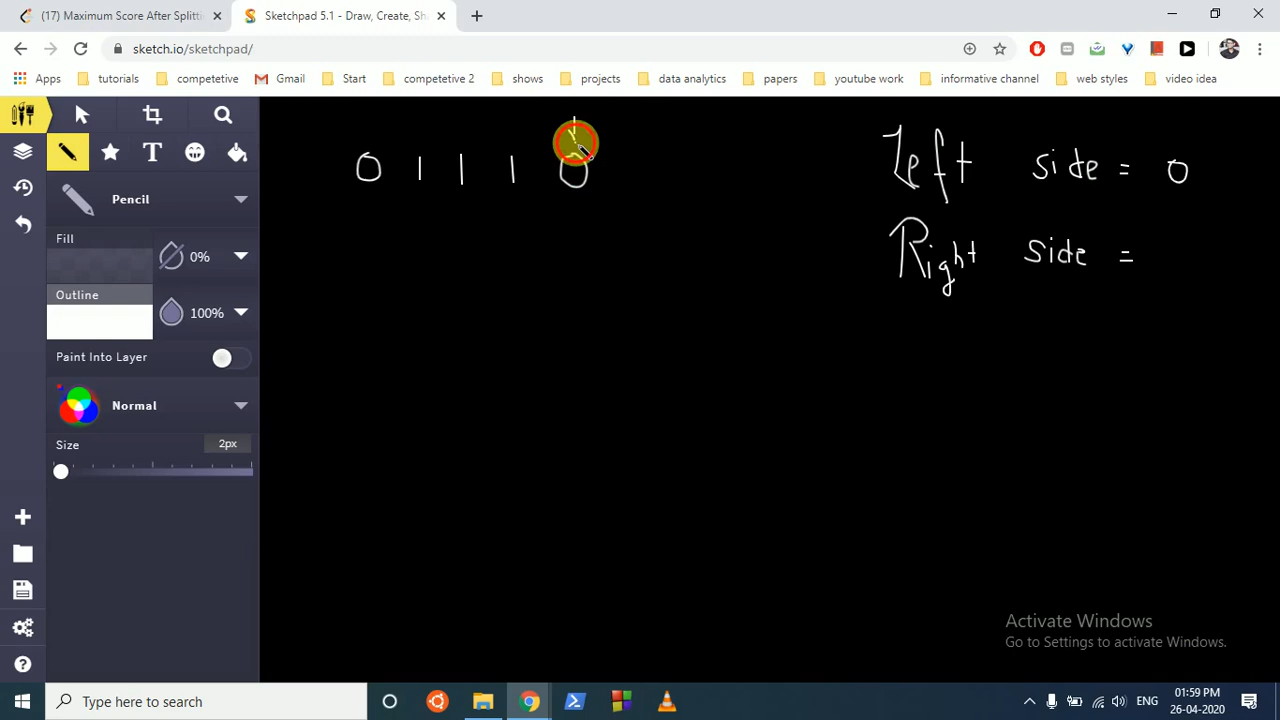 (17) Maximum Score After Splitti
Sketchpad 5.1 - Draw, Create, Sh
sketch.io/sketchpad/
Apps
tutorials
competetive
Gmail
Start
competetive 2
shows
projects
data analytics
papers
youtube work
informative channel
web styles
video idea
0 1 1 1 0
Left side = 0
Right side =
Pencil
Fill
0%
Outline
100%
Paint Into Layer
Normal
Size
2px
Activate Windows
Go to Settings to activate Windows.
Type here to search
ENG
01:59 PM
26-04-2020